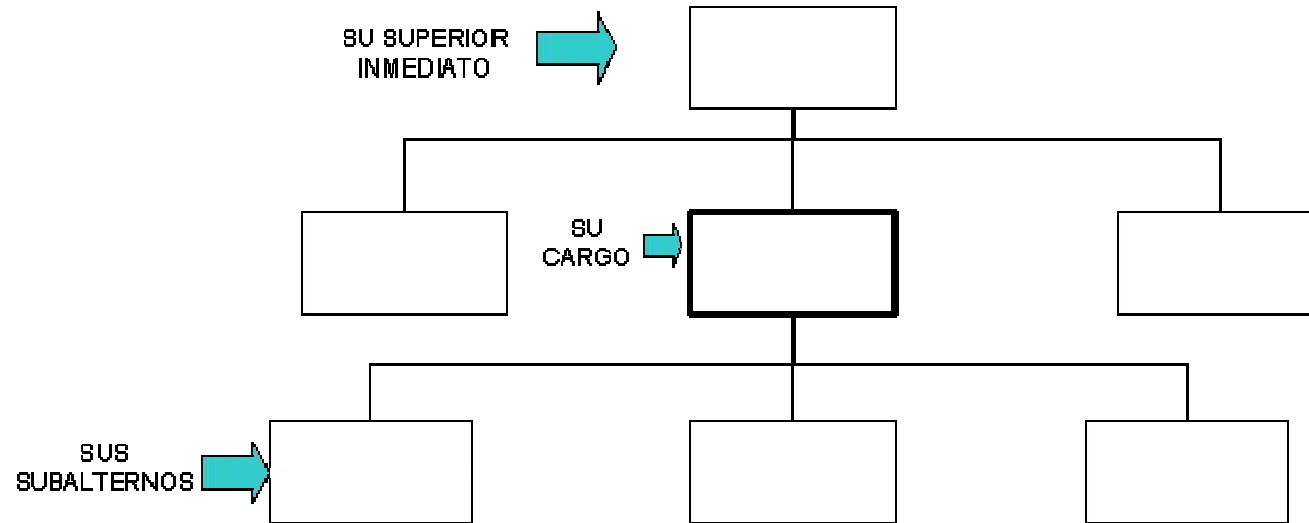 SU SUPERIOR
INMEDIATO
SU
CARGO
SUS
SUBALTERNOS